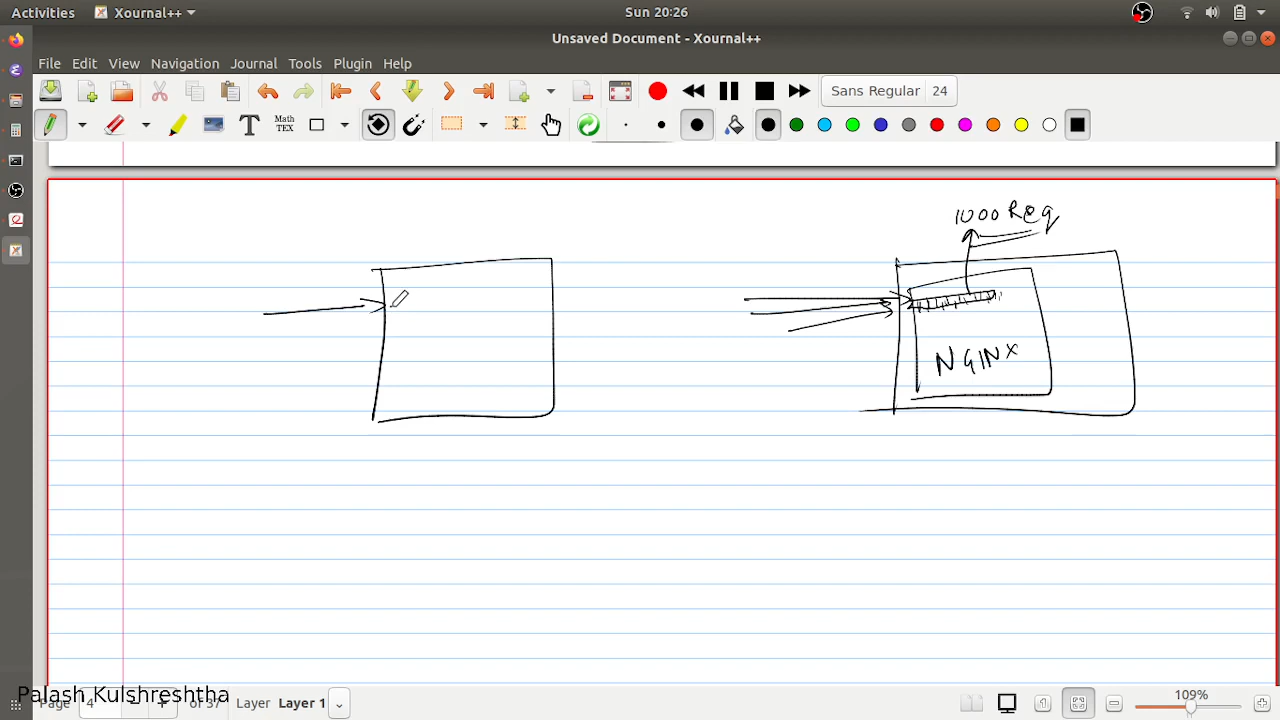 Activities Xournal++ Sun 20:26
Unsaved Document - Xournal++
File Edit View Navigation Journal Tools Plugin Help
Sans Regular 24
Math
TEX
1000 Req
NGINX
Palash Kulshreshtha
Page 4 of 37 Layer Layer 1 109%